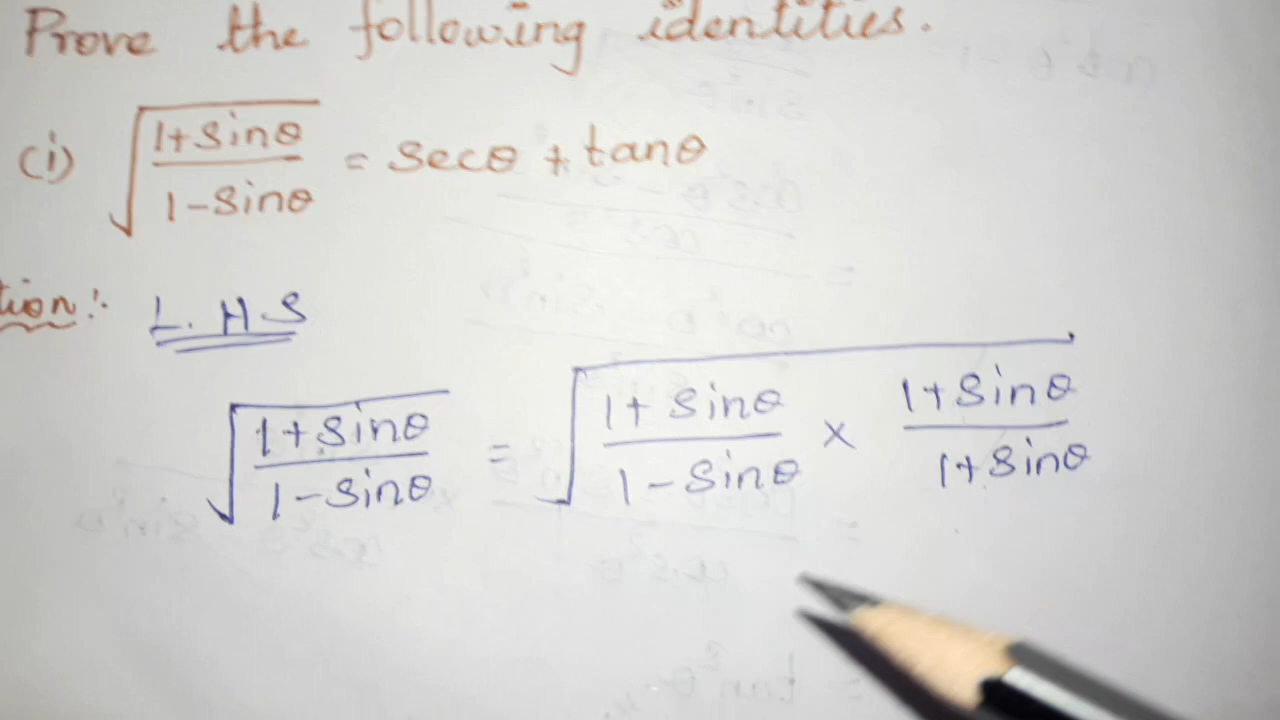 Prove the following identities.
(i) √((1+sinθ)/(1-sinθ)) = secθ + tanθ
tion:
L.H.S
√((1+sinθ)/(1-sinθ)) = √((1+sinθ)/(1-sinθ) × (1+sinθ)/(1+sinθ))